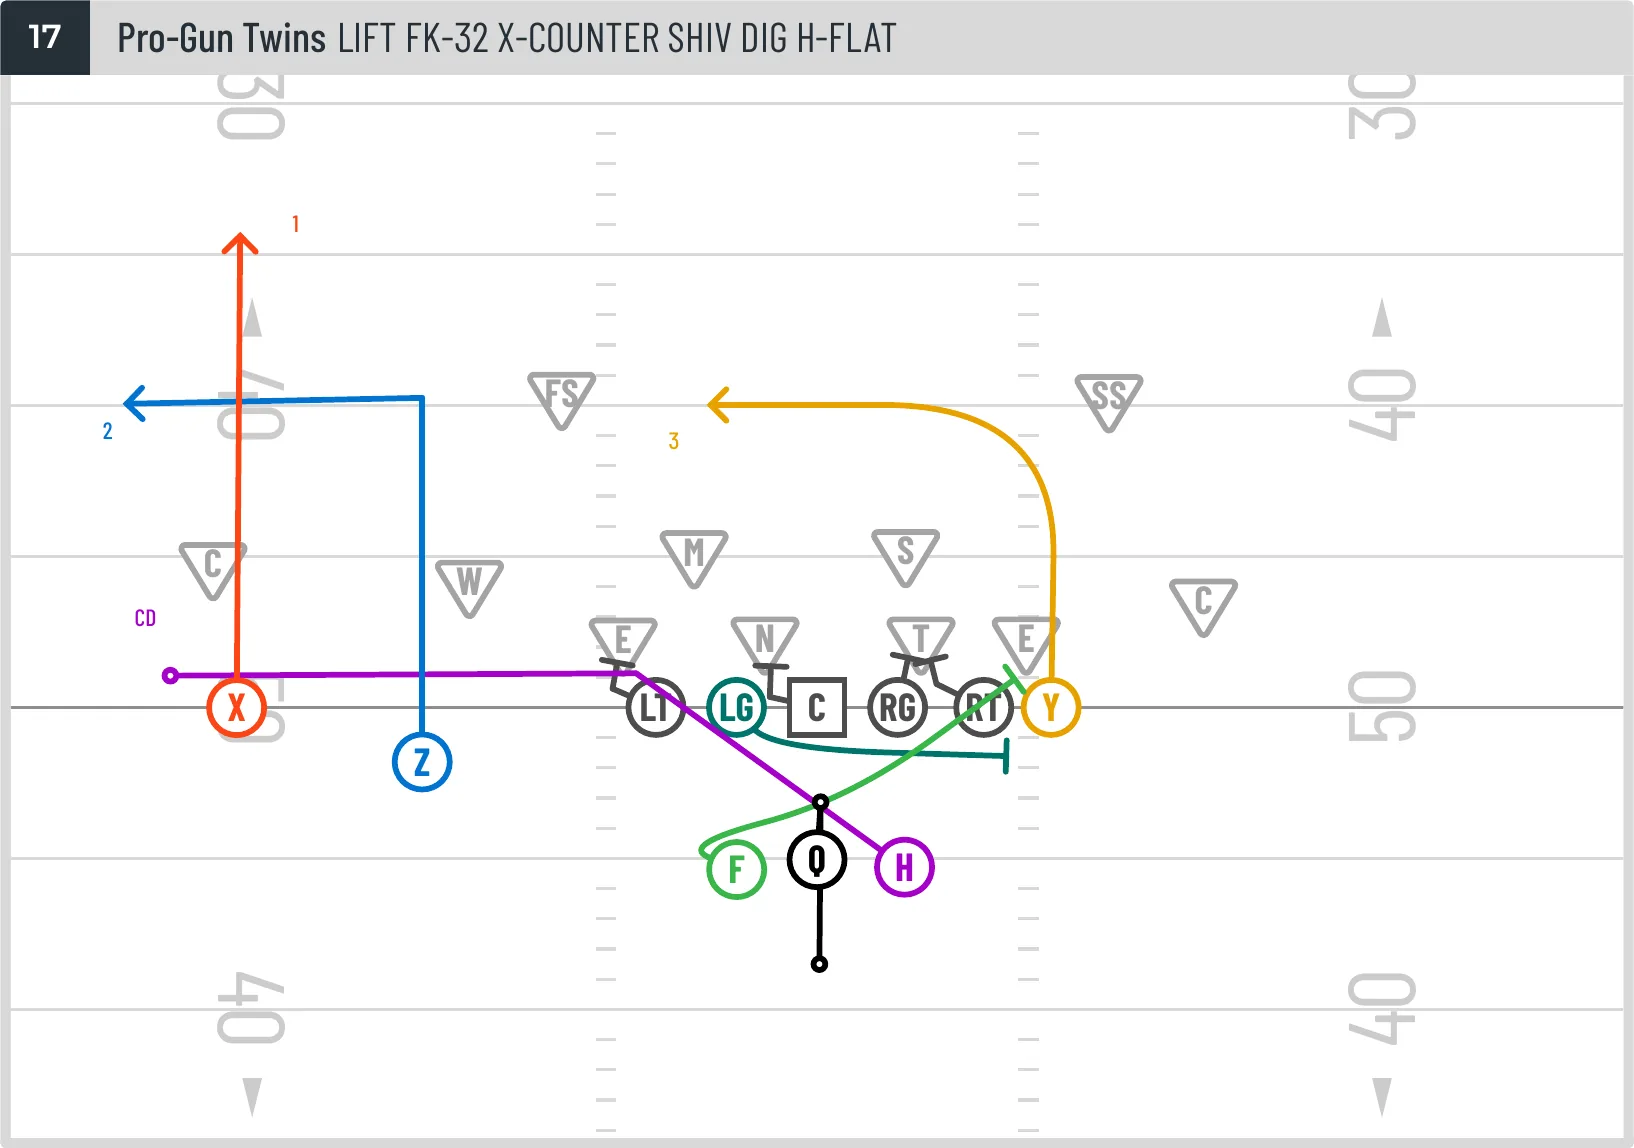 17 Pro-Gun Twins LIFT FK-32 X-COUNTER SHIV DIG H-FLAT
30 30
1
40 40
FS SS
2 3
C W M S C
CD
E N T E
50 50
X LT LG C RG RT Y
Z
F Q H
40 40